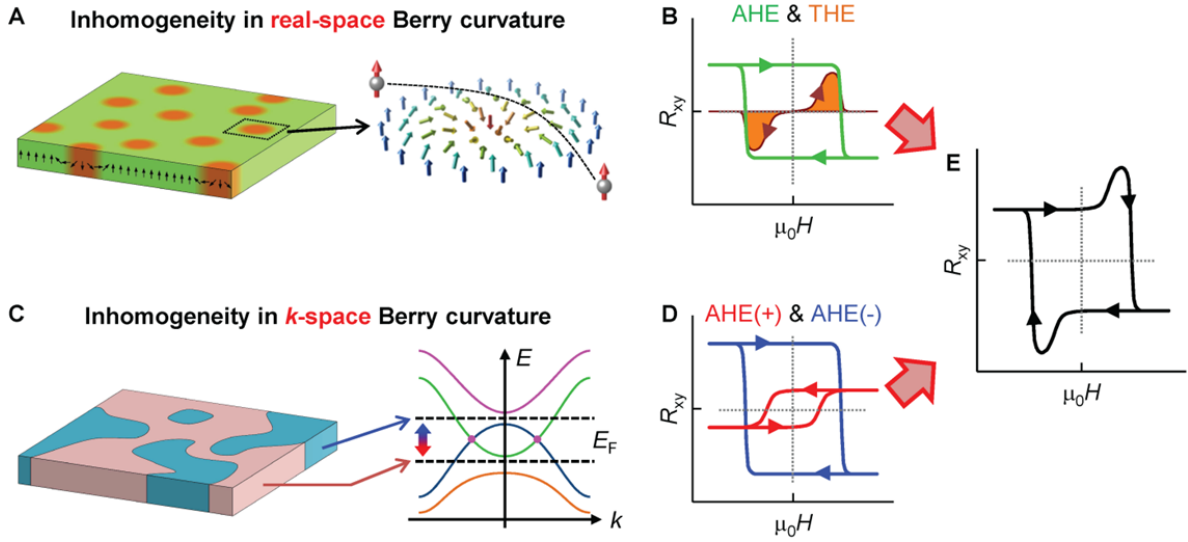 A
Inhomogeneity in real-space Berry curvature
B
AHE & THE
Rxy
μ0H
E
Rxy
μ0H
C
Inhomogeneity in k-space Berry curvature
E
EF
k
D
AHE(+) & AHE(-)
Rxy
μ0H